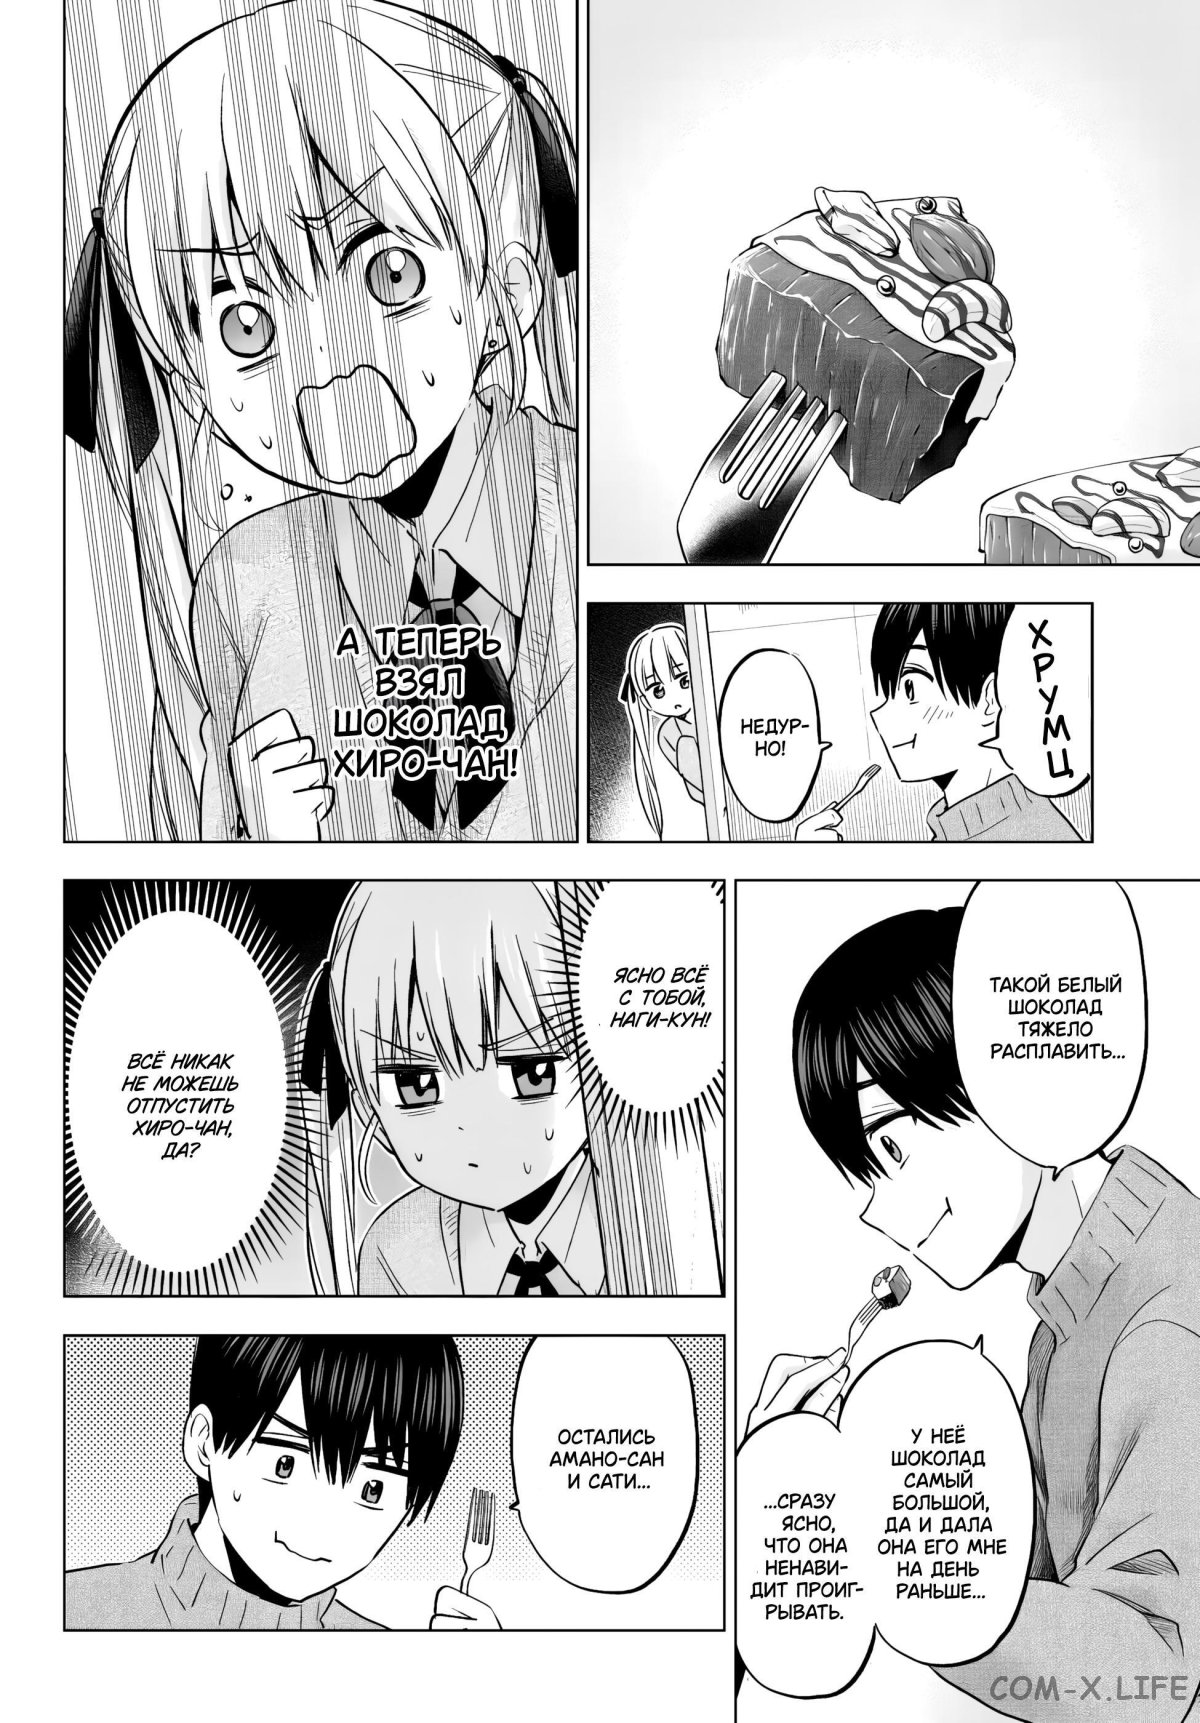 ХРУМЦ
НЕДУР-
НО!
А ТЕПЕРЬ
ВЗЯЛ
ШОКОЛАД
ХИРО-ЧАН!
ТАКОЙ БЕЛЫЙ
ШОКОЛАД
ТЯЖЕЛО
РАСПЛАВИТЬ...
У НЕЁ
ШОКОЛАД
САМЫЙ
БОЛЬШОЙ,
ДА И ДАЛА
ОНА ЕГО МНЕ
НА ДЕНЬ
РАНЬШЕ...
...СРАЗУ
ЯСНО,
ЧТО ОНА
НЕНАВИ-
ДИТ ПРОИГ-
РЫВАТЬ.
ЯСНО ВСЁ
С ТОБОЙ,
НАГИ-КУН!
ВСЁ НИКАК
НЕ МОЖЕШЬ
ОТПУСТИТЬ
ХИРО-ЧАН,
ДА?
ОСТАЛИСЬ
АМАНО-САН
И САТИ...
COM-X.LIFE